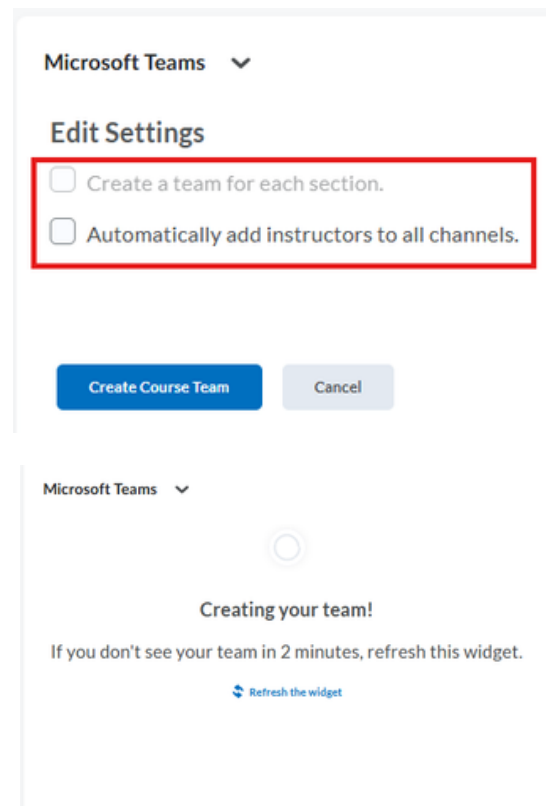 Microsoft Teams
Edit Settings
Create a team for each section.
Automatically add instructors to all channels.
Create Course Team
Cancel
Microsoft Teams
Creating your team!
If you don't see your team in 2 minutes, refresh this widget.
Refresh the widget